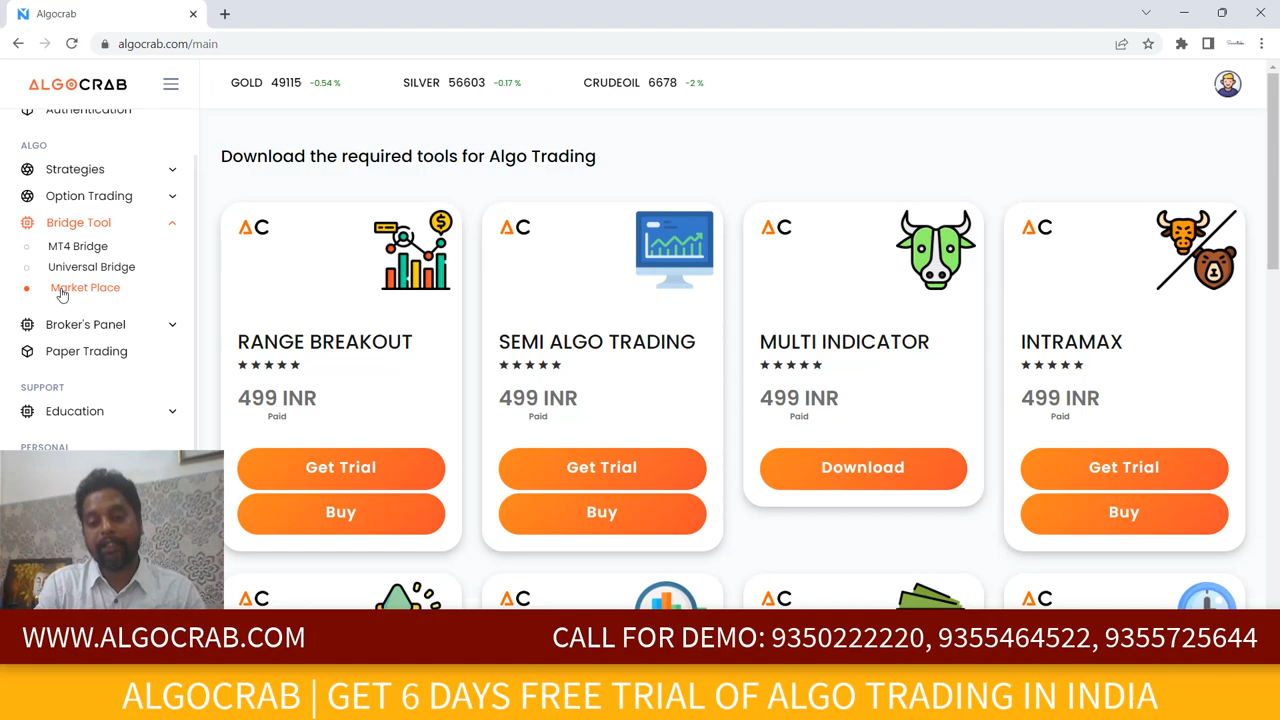 Algocrab
algocrab.com/main
ALGOCRAB
GOLD 49115 -0.54 %
SILVER 56603 -0.17 %
CRUDEOIL 6678 -2 %
Authentication
ALGO
Strategies
Option Trading
Bridge Tool
MT4 Bridge
Universal Bridge
Market Place
Broker's Panel
Paper Trading
SUPPORT
Education
PERSONAL
Download the required tools for Algo Trading
AC
RANGE BREAKOUT
499 INR
Paid
Get Trial
Buy
AC
SEMI ALGO TRADING
499 INR
Paid
Get Trial
Buy
AC
MULTI INDICATOR
499 INR
Paid
Download
AC
INTRAMAX
499 INR
Paid
Get Trial
Buy
AC
AC
AC
AC
WWW.ALGOCRAB.COM
CALL FOR DEMO: 9350222220, 9355464522, 9355725644
ALGOCRAB | GET 6 DAYS FREE TRIAL OF ALGO TRADING IN INDIA